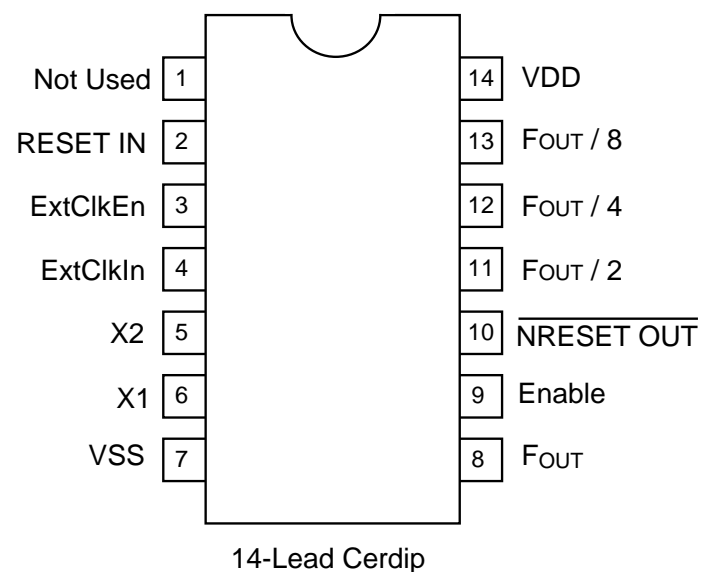 Not Used 1 14 VDD
RESET IN 2 13 FOUT / 8
ExtClkEn 3 12 FOUT / 4
ExtClkIn 4 11 FOUT / 2
X2 5 10 NRESET OUT
X1 6 9 Enable
VSS 7 8 FOUT
14-Lead Cerdip